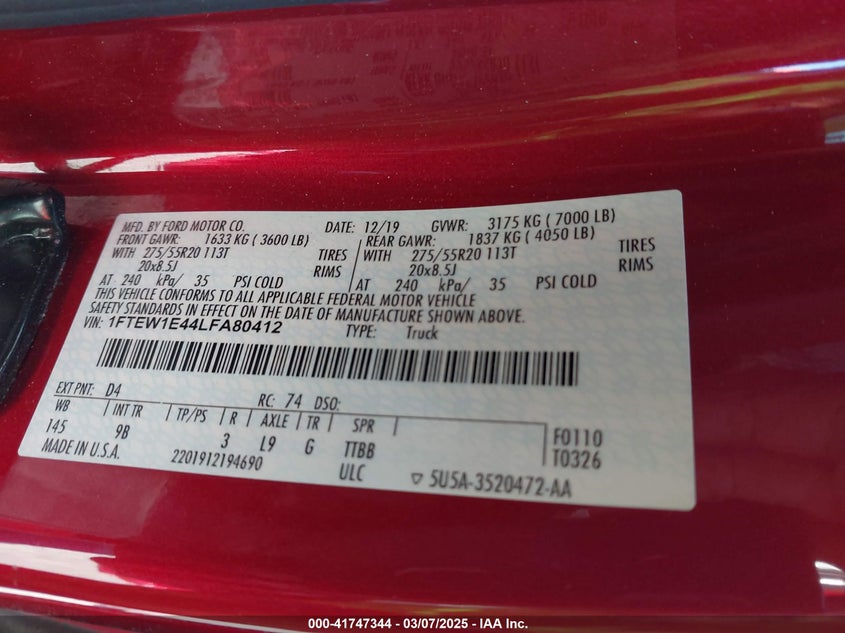 MFD. BY FORD MOTOR CO. DATE: 12/19 GVWR: 3175 KG ( 7000 LB)
FRONT GAWR: 1633 KG ( 3600 LB) REAR GAWR: 1837 KG ( 4050 LB)
WITH 275/55R20 113T TIRES WITH 275/55R20 113T TIRES
20x8.5J RIMS 20x8.5J RIMS
AT 240 kPa/ 35 PSI COLD AT 240 kPa/ 35 PSI COLD
THIS VEHICLE CONFORMS TO ALL APPLICABLE FEDERAL MOTOR VEHICLE
SAFETY STANDARDS IN EFFECT ON THE DATE OF MANUFACTURE SHOWN ABOVE.
VIN: 1FTEW1E44LFA80412 TYPE: Truck
EXT PNT: D4 RC: 74 DSO:
WB INT TR TP/PS R AXLE TR SPR
145 9B 3 L9 G TTBB F0110
MADE IN U.S.A. 2201912194690 ULC T0326
▽ 5U5A-3520472-AA
000-41747344 — 03/07/2025 — IAA Inc.